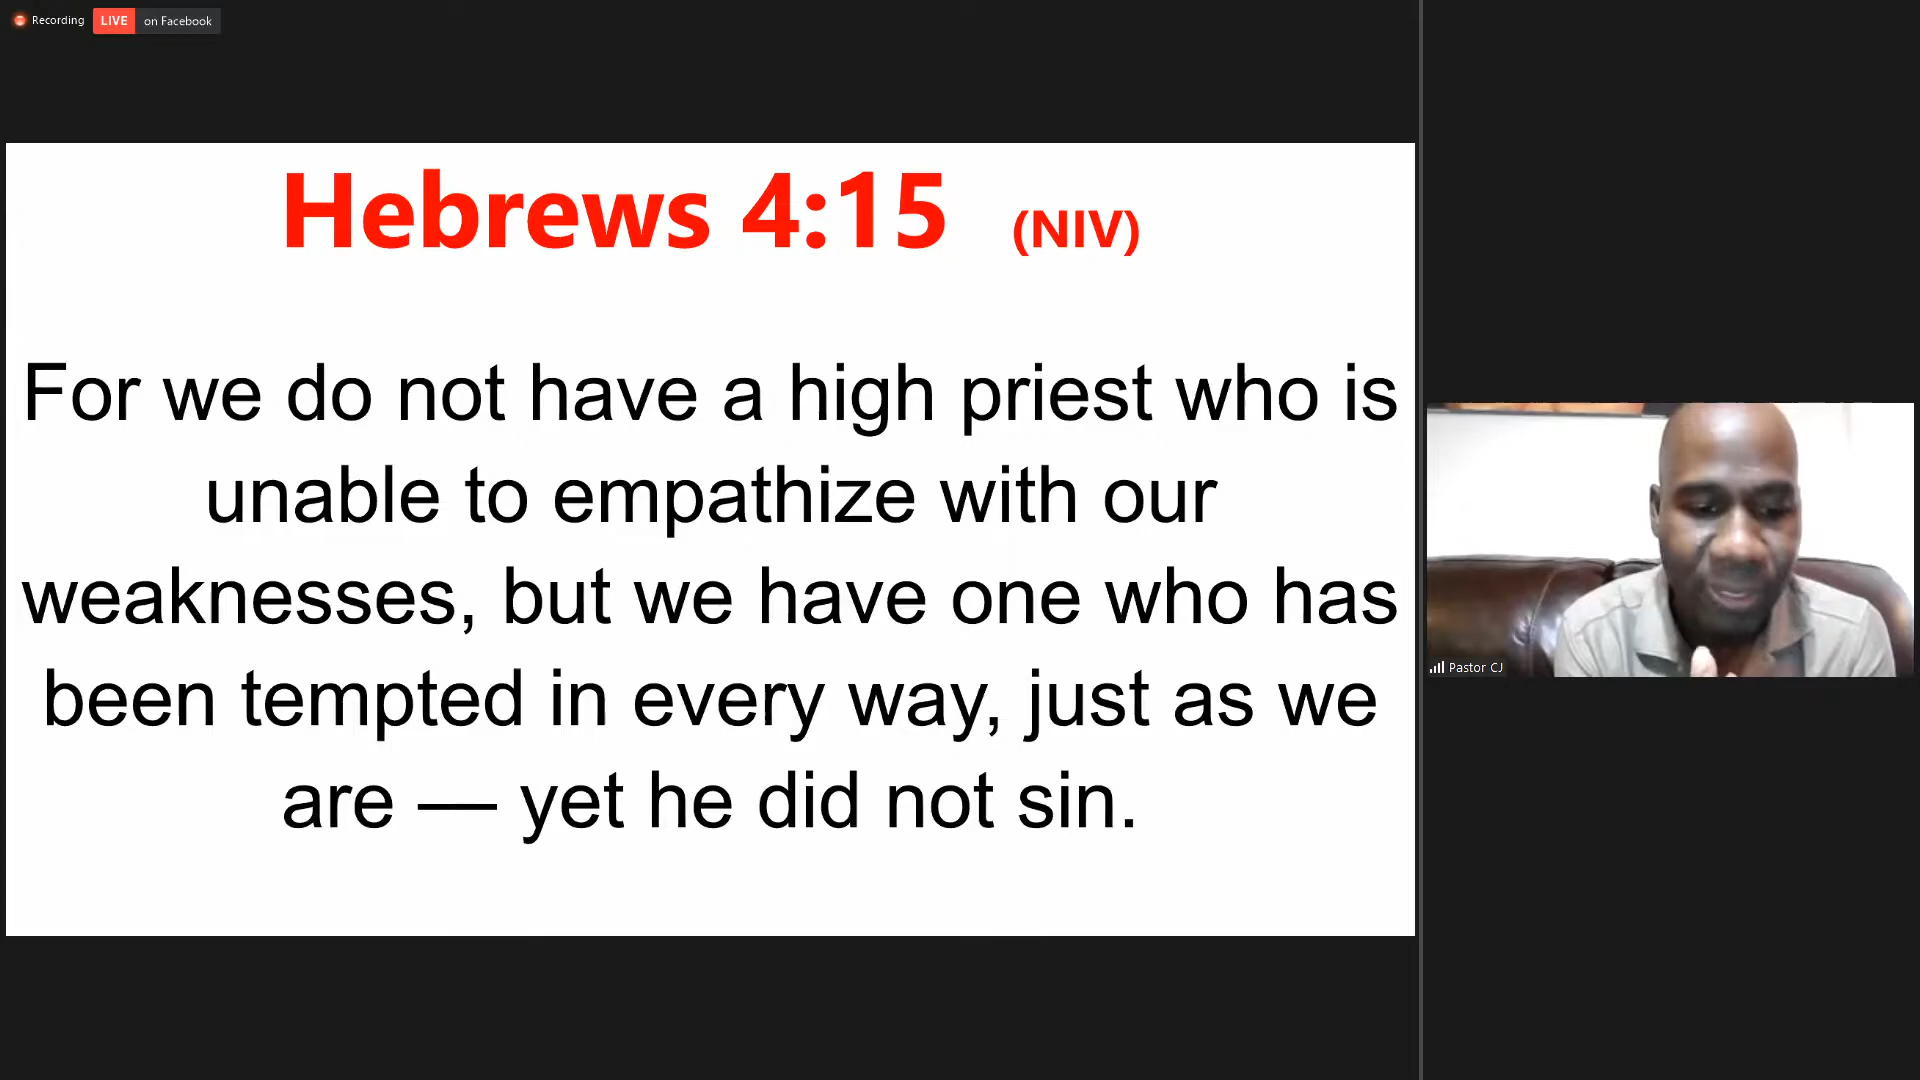 Recording LIVE on Facebook
Hebrews 4:15 (NIV)
For we do not have a high priest who is
unable to empathize with our
weaknesses, but we have one who has
been tempted in every way, just as we
are — yet he did not sin.
Pastor CJ